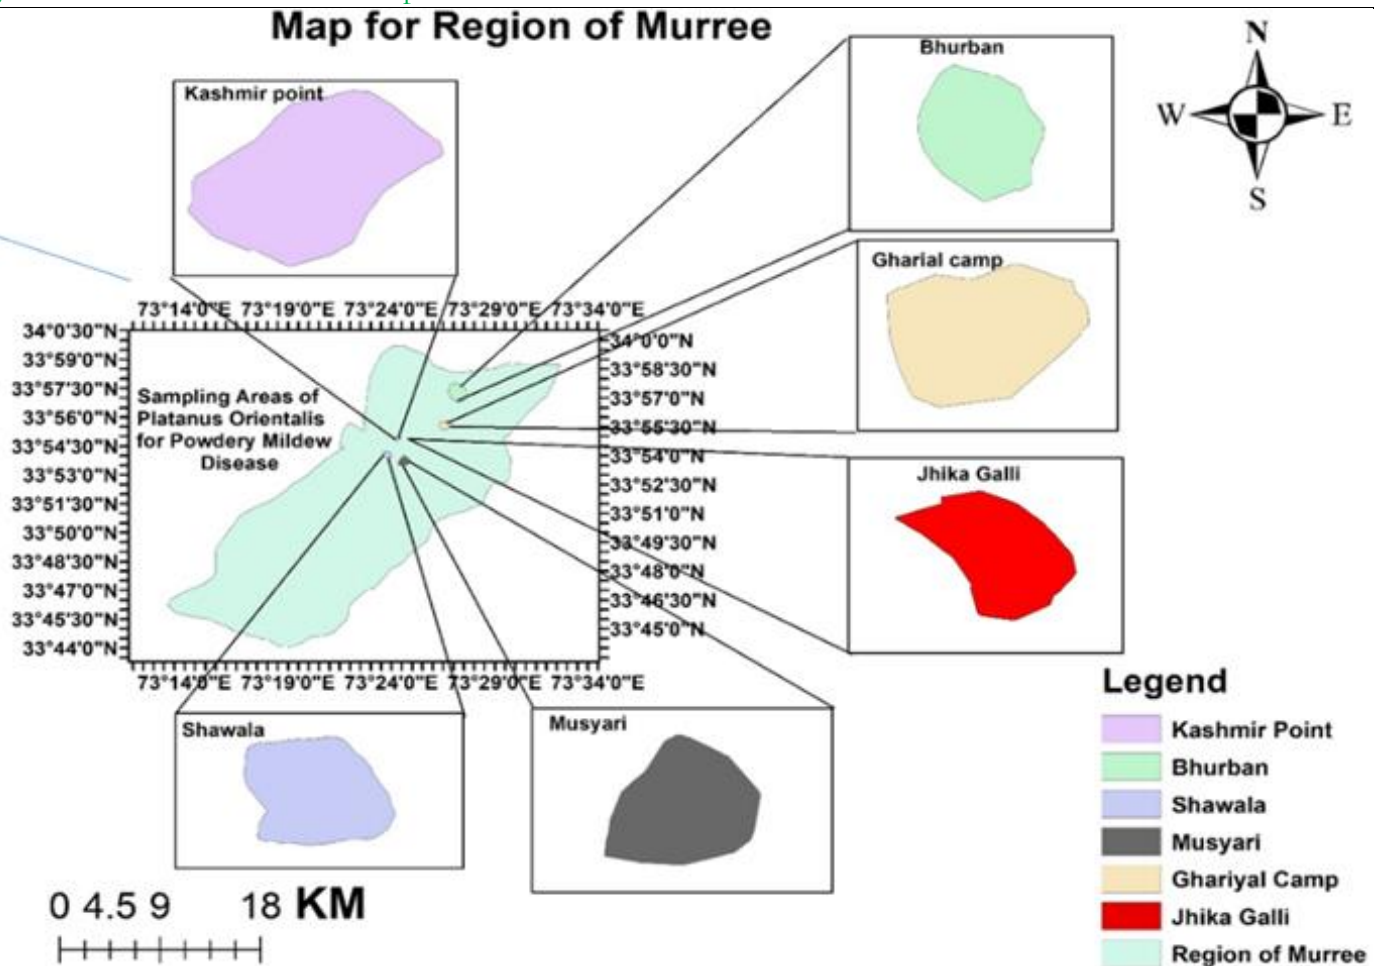 Map for Region of Murree
Kashmir point
Bhurban
N
W
E
S
Gharial camp
73°14'0"E 73°19'0"E 73°24'0"E 73°29'0"E 73°34'0"E
34°0'30"N
33°59'0"N
33°57'30"N
33°56'0"N
33°54'30"N
33°53'0"N
33°51'30"N
33°50'0"N
33°48'30"N
33°47'0"N
33°45'30"N
33°44'0"N
Sampling Areas of
Platanus Orientalis
for Powdery Mildew
Disease
34°0'0"N
33°58'30"N
33°57'0"N
33°55'30"N
33°54'0"N
33°52'30"N
33°51'0"N
33°49'30"N
33°48'0"N
33°46'30"N
33°45'0"N
73°14'0"E 73°19'0"E 73°24'0"E 73°29'0"E 73°34'0"E
Jhika Galli
Shawala
Musyari
Legend
Kashmir Point
Bhurban
Shawala
Musyari
Ghariyal Camp
Jhika Galli
Region of Murree
0 4.5 9 18 KM